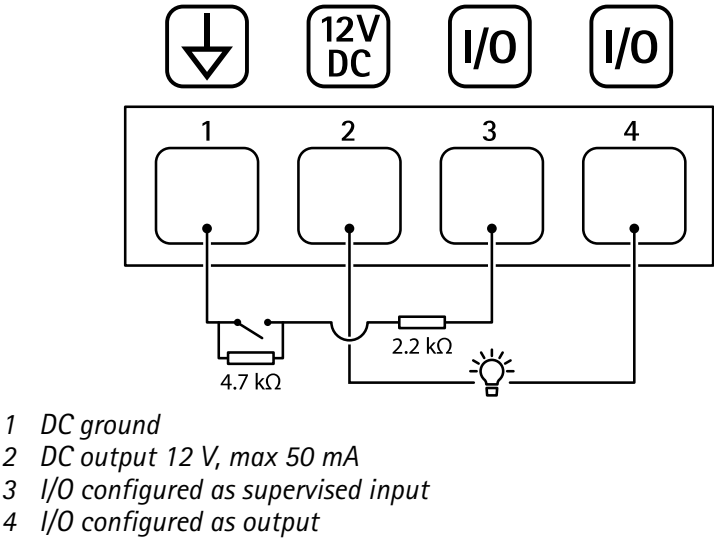 12V DC I/O I/O
1 2 3 4
2.2 kΩ
4.7 kΩ
1 DC ground
2 DC output 12 V, max 50 mA
3 I/O configured as supervised input
4 I/O configured as output